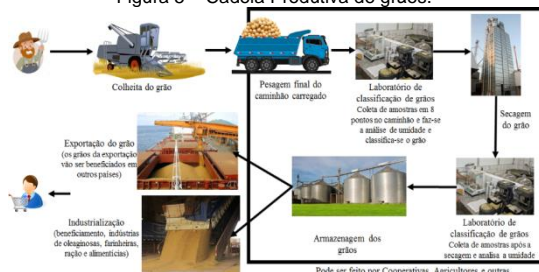 Figura 3 – Cadeia Produtiva de grãos.
Colheita do grão
Pesagem final do
caminhão carregado
Laboratório de
classificação de grãos
Coleta de amostras em 8
pontos no caminhão e faz-se
a análise de umidade e
classifica-se o grão
Secagem
do grão
Laboratório de
classificação de grãos
Coleta de amostras após a
secagem e analisa a umidade
Armazenagem dos
grãos
Exportação do grão
(os grãos da exportação
vão ser beneficiados em
outros países)
Industrialização
(beneficiamento, indústrias
de oleaginosas, farinheiras,
ração e alimentícias)
Pode ser feito por Cooperativas, Agricultores e outras